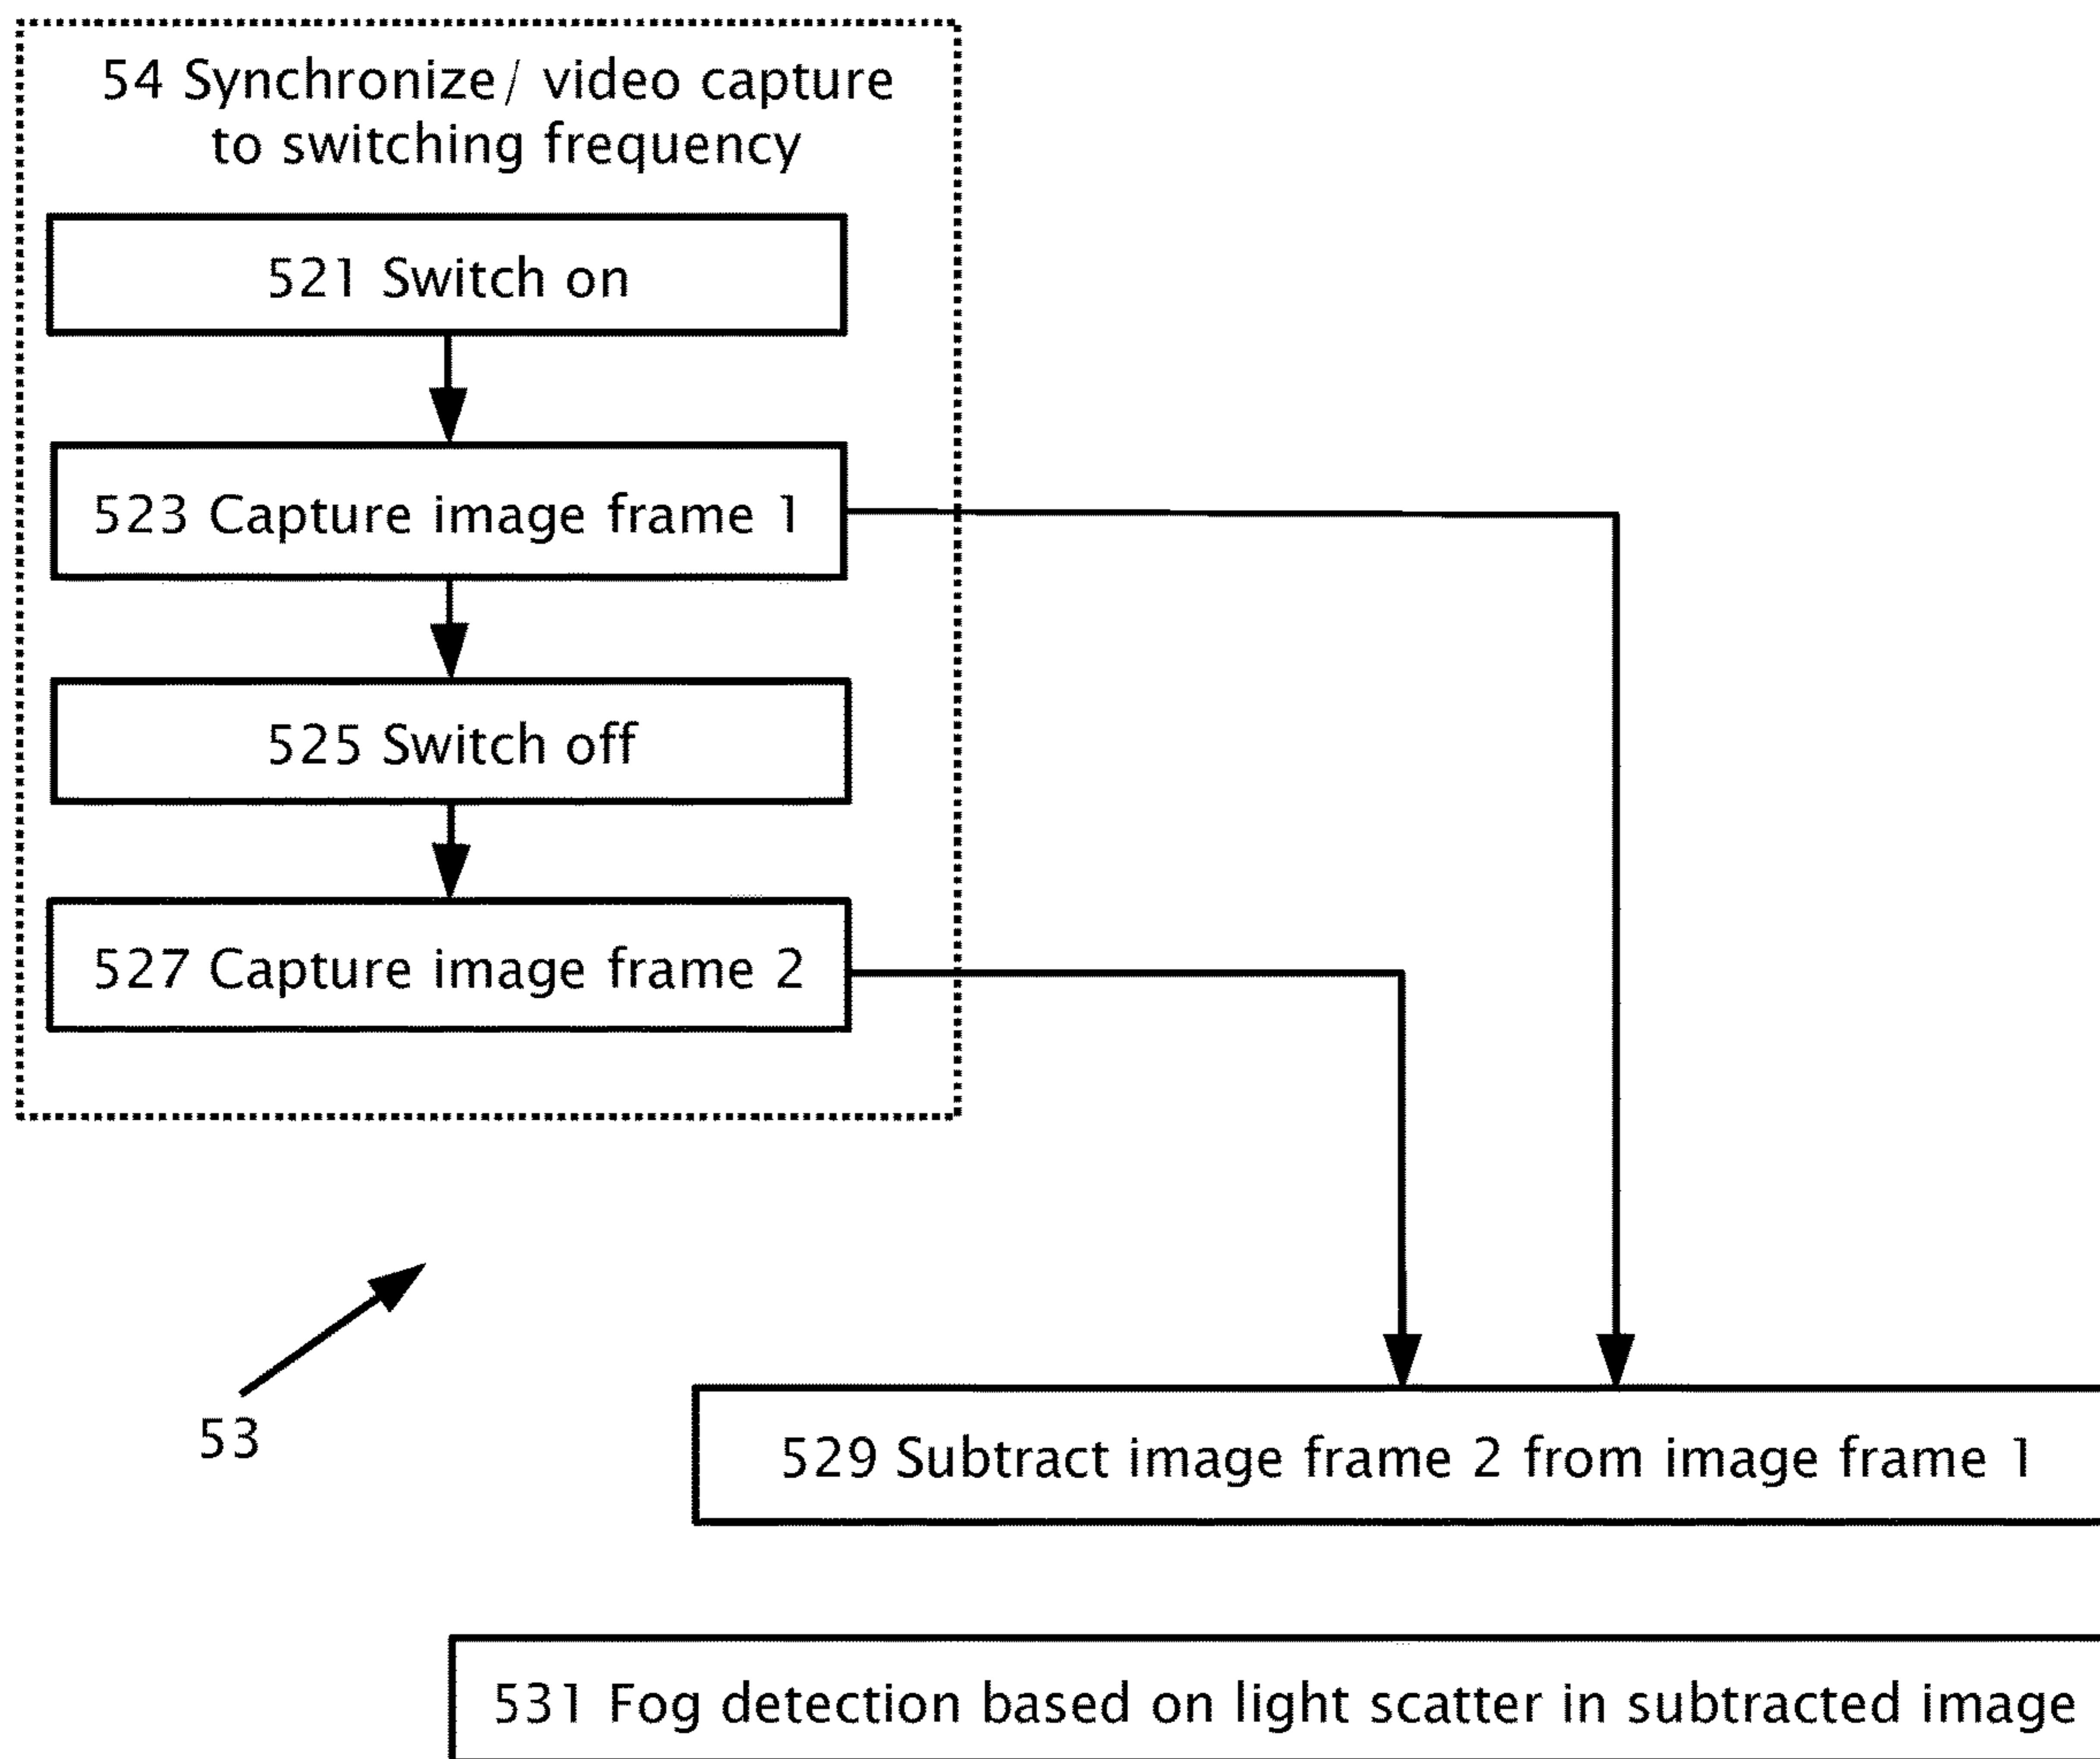 54 Synchronize/ video capture
to switching frequency
521 Switch on
523 Capture image frame 1
525 Switch off
527 Capture image frame 2
53
529 Subtract image frame 2 from image frame 1
531 Fog detection based on light scatter in subtracted image